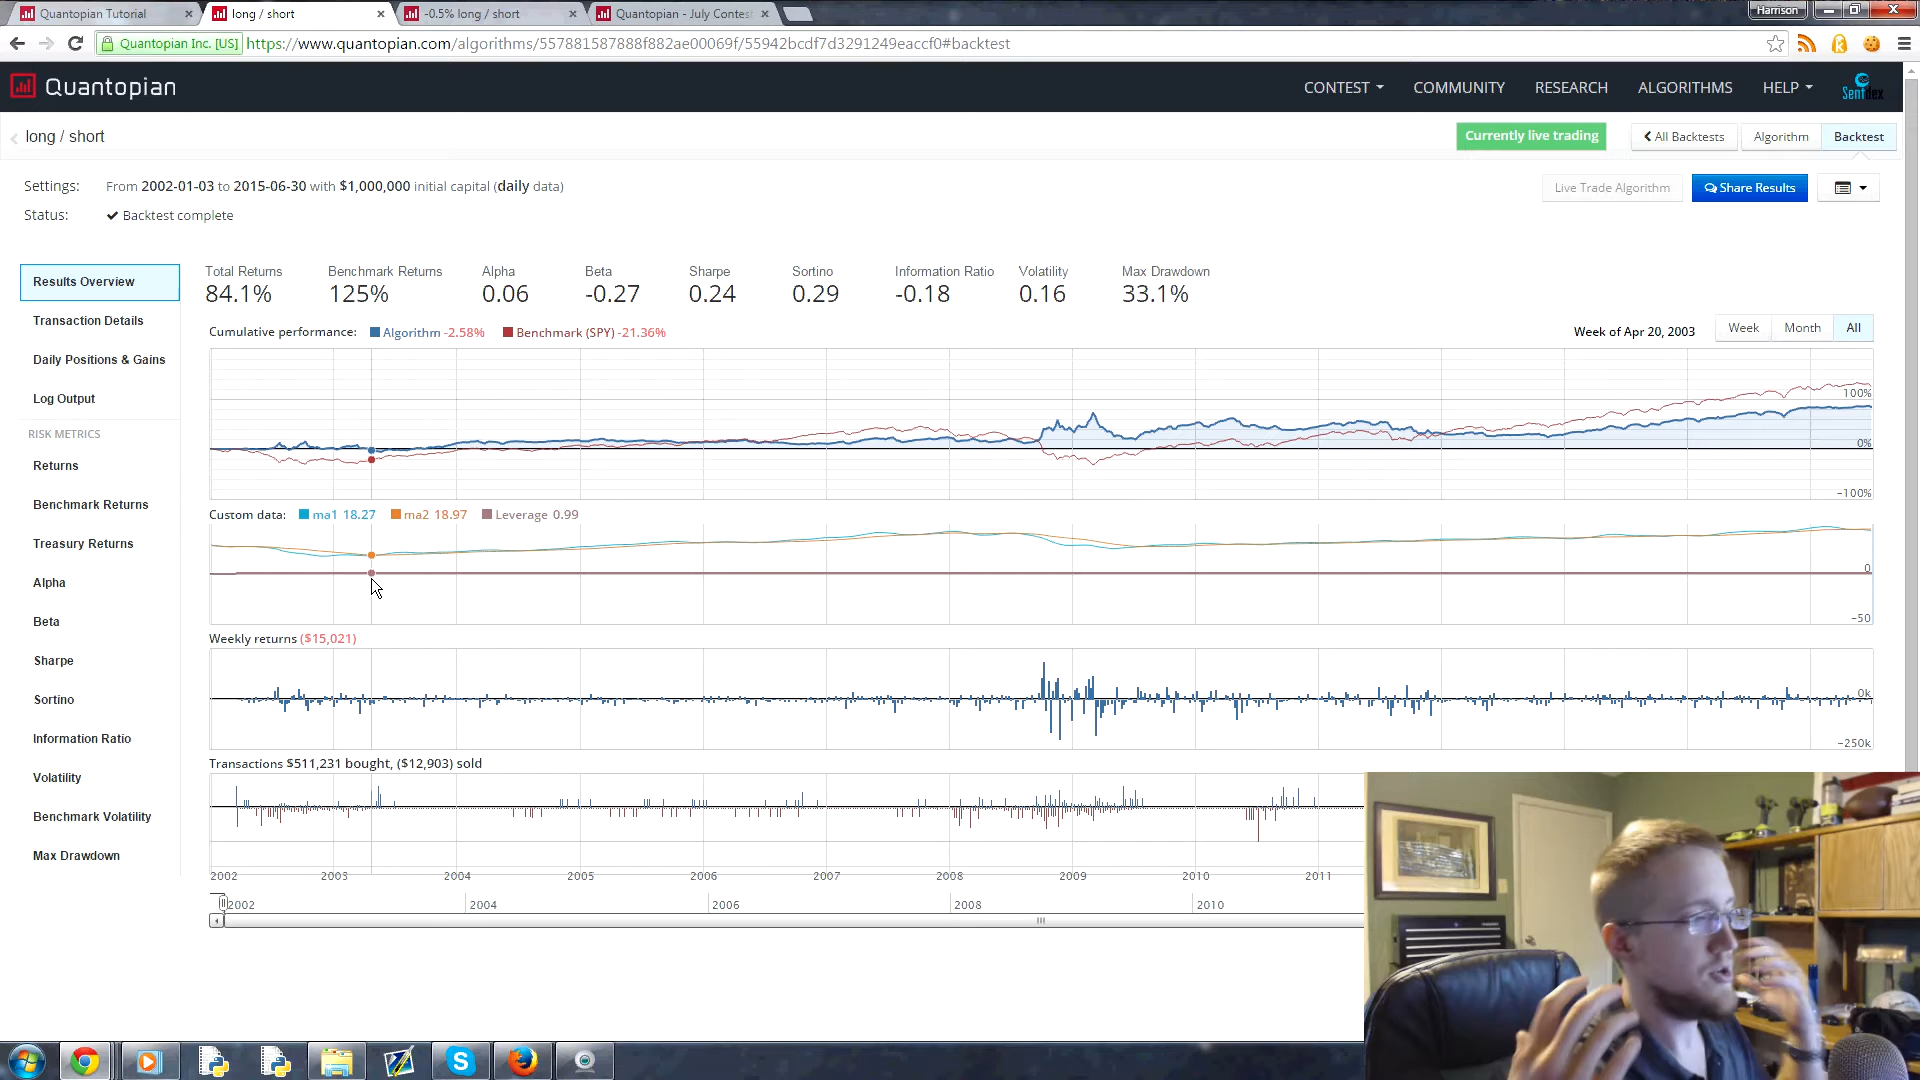 Quantopian Tutorial
long / short
-0.5% long / short
Quantopian - July Contest
Harrison
Quantopian Inc. [US]
https://www.quantopian.com/algorithms/557881587888f882ae00069f/55942bcdf7d3291249eaccf0#backtest
Quantopian
CONTEST
COMMUNITY
RESEARCH
ALGORITHMS
HELP
Sentdex
long / short
Currently live trading
All Backtests
Algorithm
Backtest
Settings: From 2002-01-03 to 2015-06-30 with $1,000,000 initial capital (daily data)
Live Trade Algorithm
Share Results
Status: Backtest complete
Results Overview
Transaction Details
Daily Positions & Gains
Log Output
RISK METRICS
Returns
Benchmark Returns
Treasury Returns
Alpha
Beta
Sharpe
Sortino
Information Ratio
Volatility
Benchmark Volatility
Max Drawdown
Total Returns
84.1%
Benchmark Returns
125%
Alpha
0.06
Beta
-0.27
Sharpe
0.24
Sortino
0.29
Information Ratio
-0.18
Volatility
0.16
Max Drawdown
33.1%
Cumulative performance: Algorithm -2.58% Benchmark (SPY) -21.36%
Week of Apr 20, 2003
Week
Month
All
100%
0%
-100%
Custom data: ma1 18.27 ma2 18.97 Leverage 0.99
0
-50
Weekly returns ($15,021)
0k
-250k
Transactions $511,231 bought, ($12,903) sold
2002 2003 2004 2005 2006 2007 2008 2009 2010 2011
2002 2004 2006 2008 2010